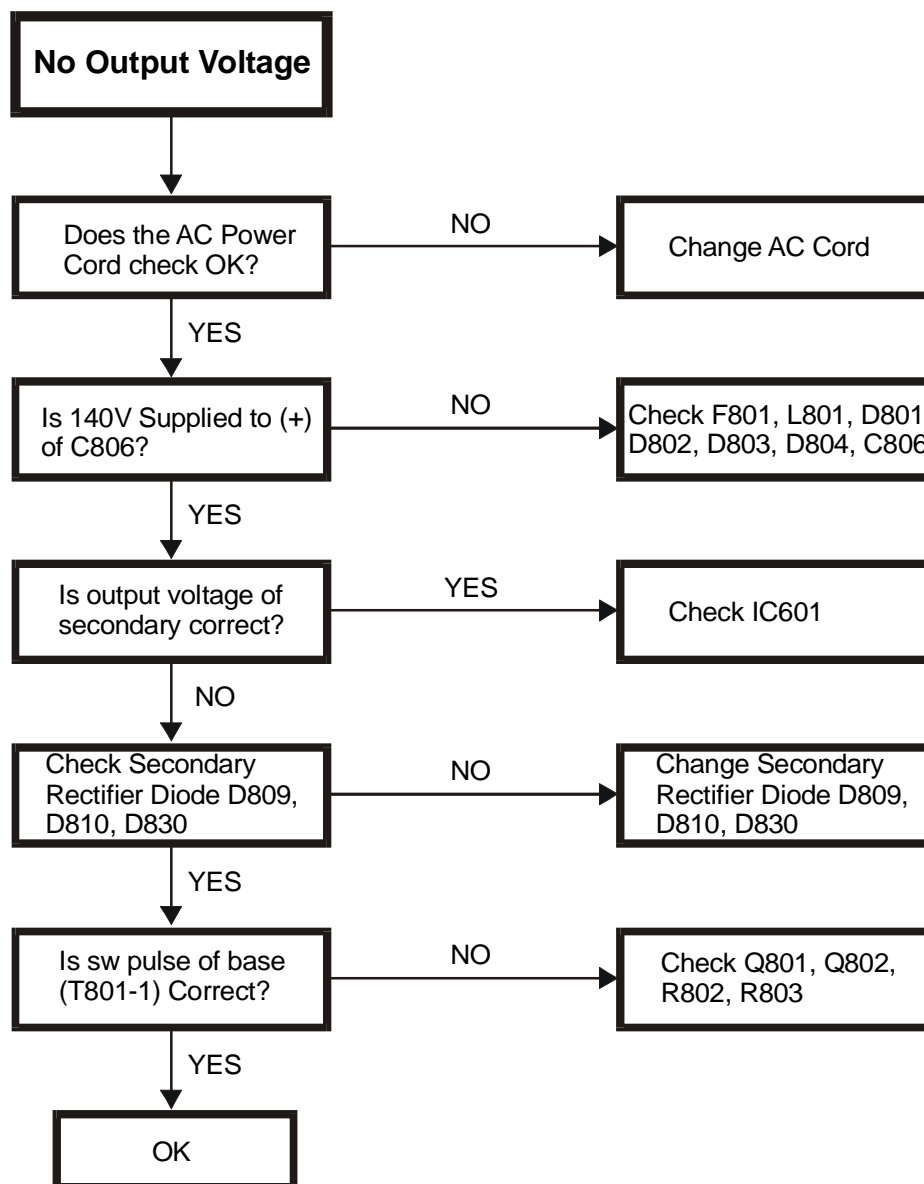 No Output Voltage
Does the AC Power
Cord check OK?
NO
Change AC Cord
YES
Is 140V Supplied to (+)
of C806?
NO
Check F801, L801, D801
D802, D803, D804, C806
YES
Is output voltage of
secondary correct?
YES
Check IC601
NO
Check Secondary
Rectifier Diode D809,
D810, D830
NO
Change Secondary
Rectifier Diode D809,
D810, D830
YES
Is sw pulse of base
(T801-1) Correct?
NO
Check Q801, Q802,
R802, R803
YES
OK